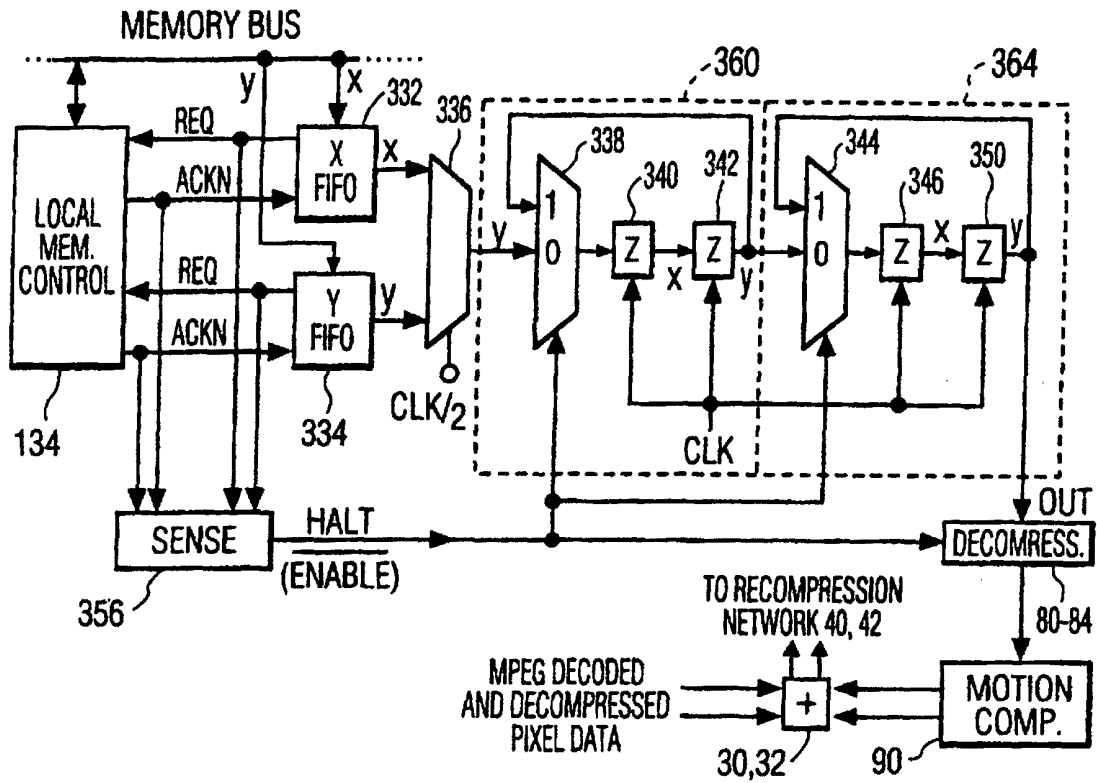 MEMORY BUS
y
x
332
336
360
364
REQ
X
FIFO
x
338
1
0
340
342
344
1
0
346
350
ACKN
LOCAL
MEM.
CONTROL
y
Z
x
Z
y
Z
x
Z
y
REQ
Y
FIFO
y
ACKN
CLK/2
134
334
CLK
SENSE
HALT
(ENABLE)
OUT
DECOMRESS.
356
80-84
TO RECOMPRESSION
NETWORK 40, 42
MPEG DECODED
AND DECOMPRESSED
PIXEL DATA
+
MOTION
COMP.
30,32
90